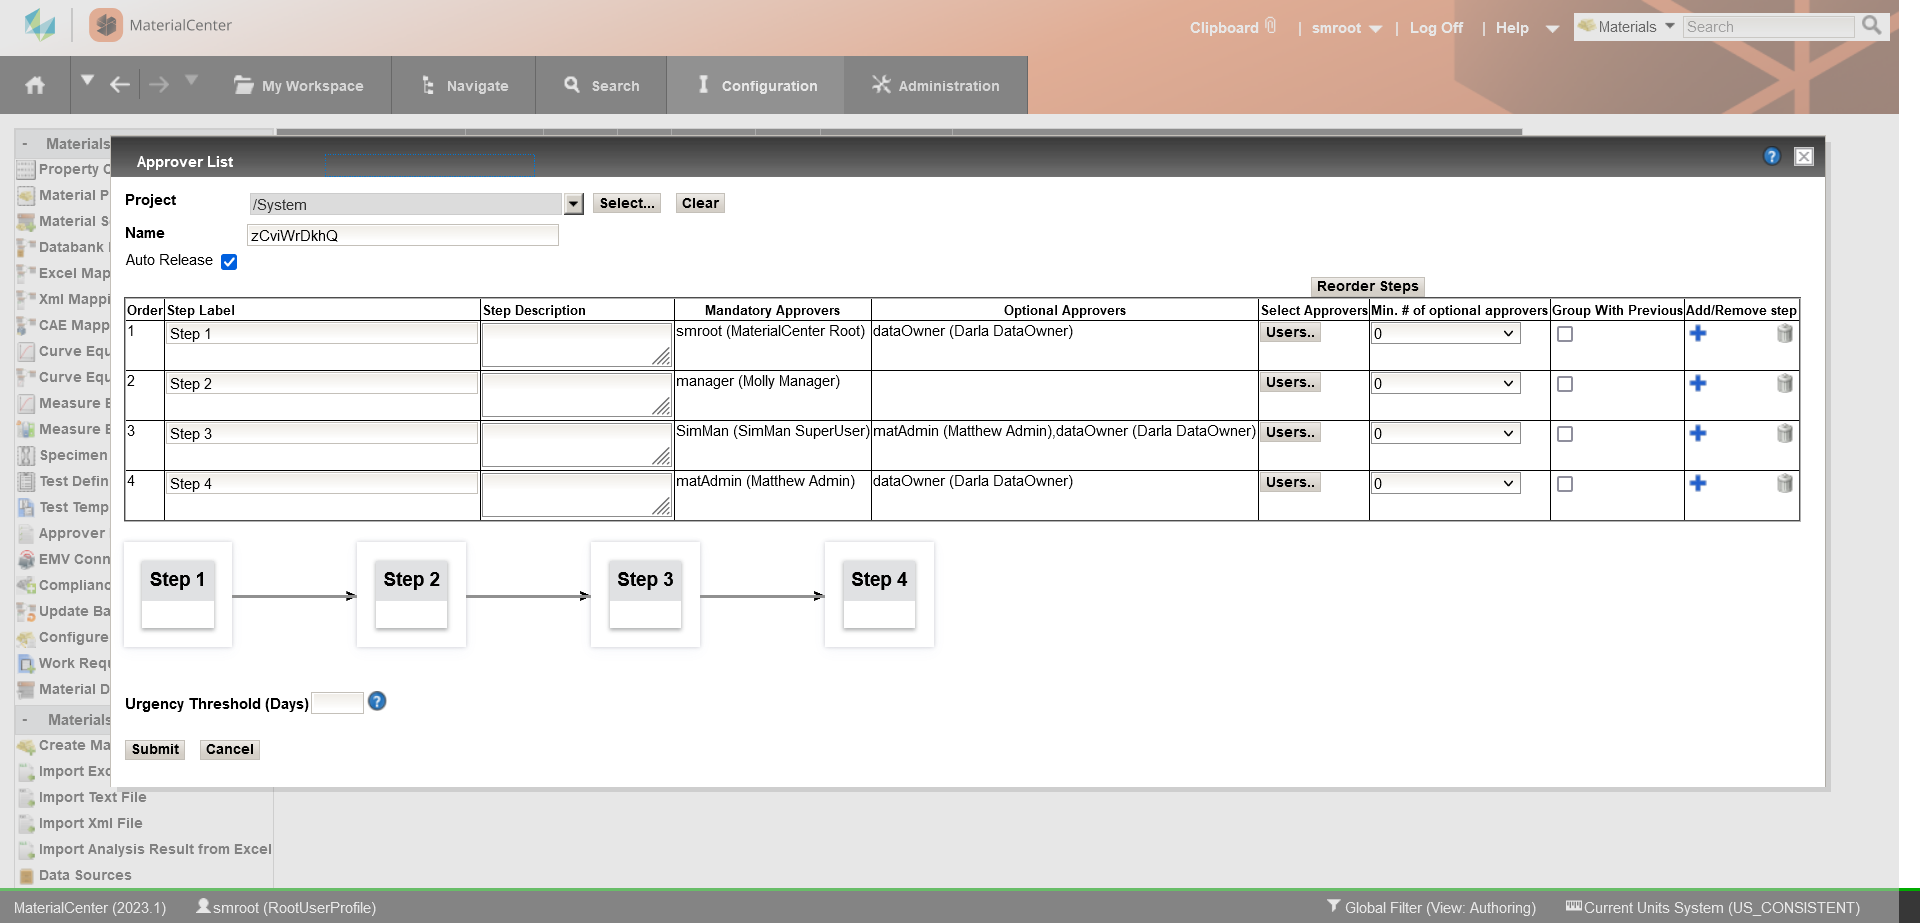 MaterialCenter
Clipboard | smroot | Log Off | Help Materials Search
My Workspace Navigate Search Configuration Administration
- Materials
Property C
Material P
Material S
Databank
Excel Map
Xml Mappi
CAE Mapp
Curve Equ
Curve Equ
Measure E
Measure E
Specimen
Test Defin
Test Temp
Approver
EMV Conn
Complianc
Update Ba
Configure
Work Requ
Material D
- Materials
Create Ma
Import Exc
Import Text File
Import Xml File
Import Analysis Result from Excel
Data Sources
Approver List ?
Project /System Select... Clear
Name zCviWrDkhQ
Auto Release
Reorder Steps
Order Step Label Step Description Mandatory Approvers Optional Approvers Select Approvers Min. # of optional approvers Group With Previous Add/Remove step
1 Step 1 smroot (MaterialCenter Root) dataOwner (Darla DataOwner) Users.. 0
2 Step 2 manager (Molly Manager) Users.. 0
3 Step 3 SimMan (SimMan SuperUser) matAdmin (Matthew Admin),dataOwner (Darla DataOwner) Users.. 0
4 Step 4 matAdmin (Matthew Admin) dataOwner (Darla DataOwner) Users.. 0
Step 1 Step 2 Step 3 Step 4
Urgency Threshold (Days) ?
Submit Cancel
MaterialCenter (2023.1) smroot (RootUserProfile) Global Filter (View: Authoring) Current Units System (US_CONSISTENT)